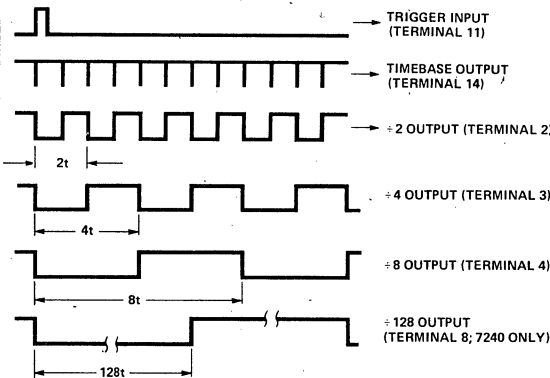 TRIGGER INPUT
(TERMINAL 11)
TIMEBASE OUTPUT
(TERMINAL 14)
÷2 OUTPUT (TERMINAL 2)
2t
÷4 OUTPUT (TERMINAL 3)
4t
÷8 OUTPUT (TERMINAL 4)
8t
÷128 OUTPUT
(TERMINAL 8; 7240 ONLY)
128t